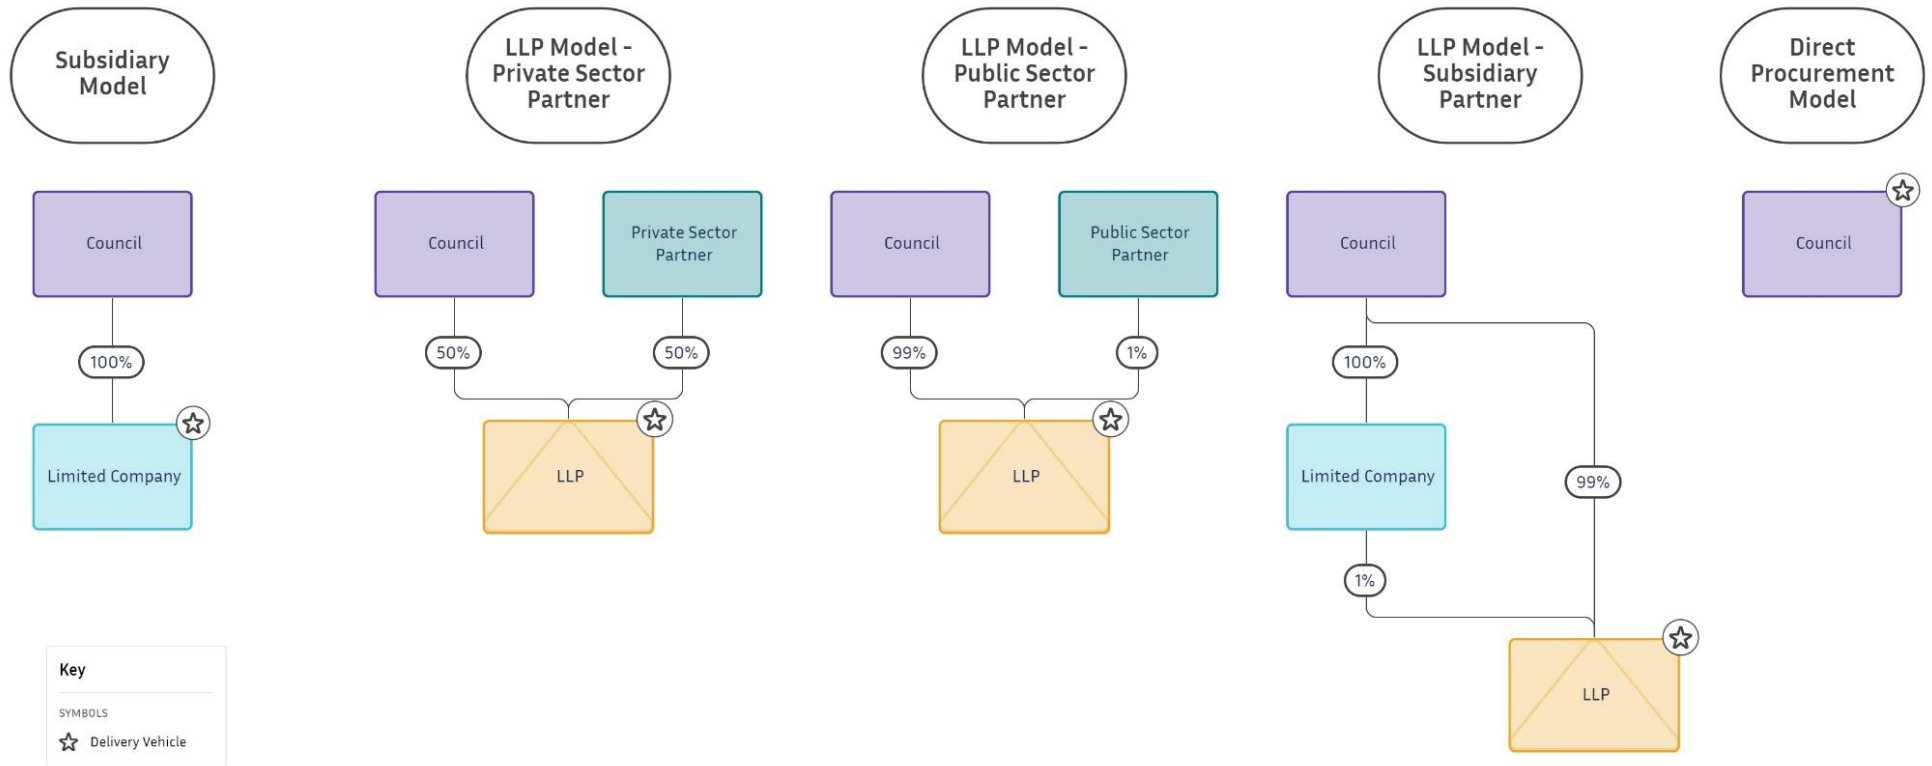 Subsidiary
Model
LLP Model -
Private Sector
Partner
LLP Model -
Public Sector
Partner
LLP Model -
Subsidiary
Partner
Direct
Procurement
Model
Council
100%
Limited Company
Council
Private Sector
Partner
50%
50%
LLP
Council
Public Sector
Partner
99%
1%
LLP
Council
100%
Limited Company
99%
1%
LLP
Council
Key
SYMBOLS
Delivery Vehicle